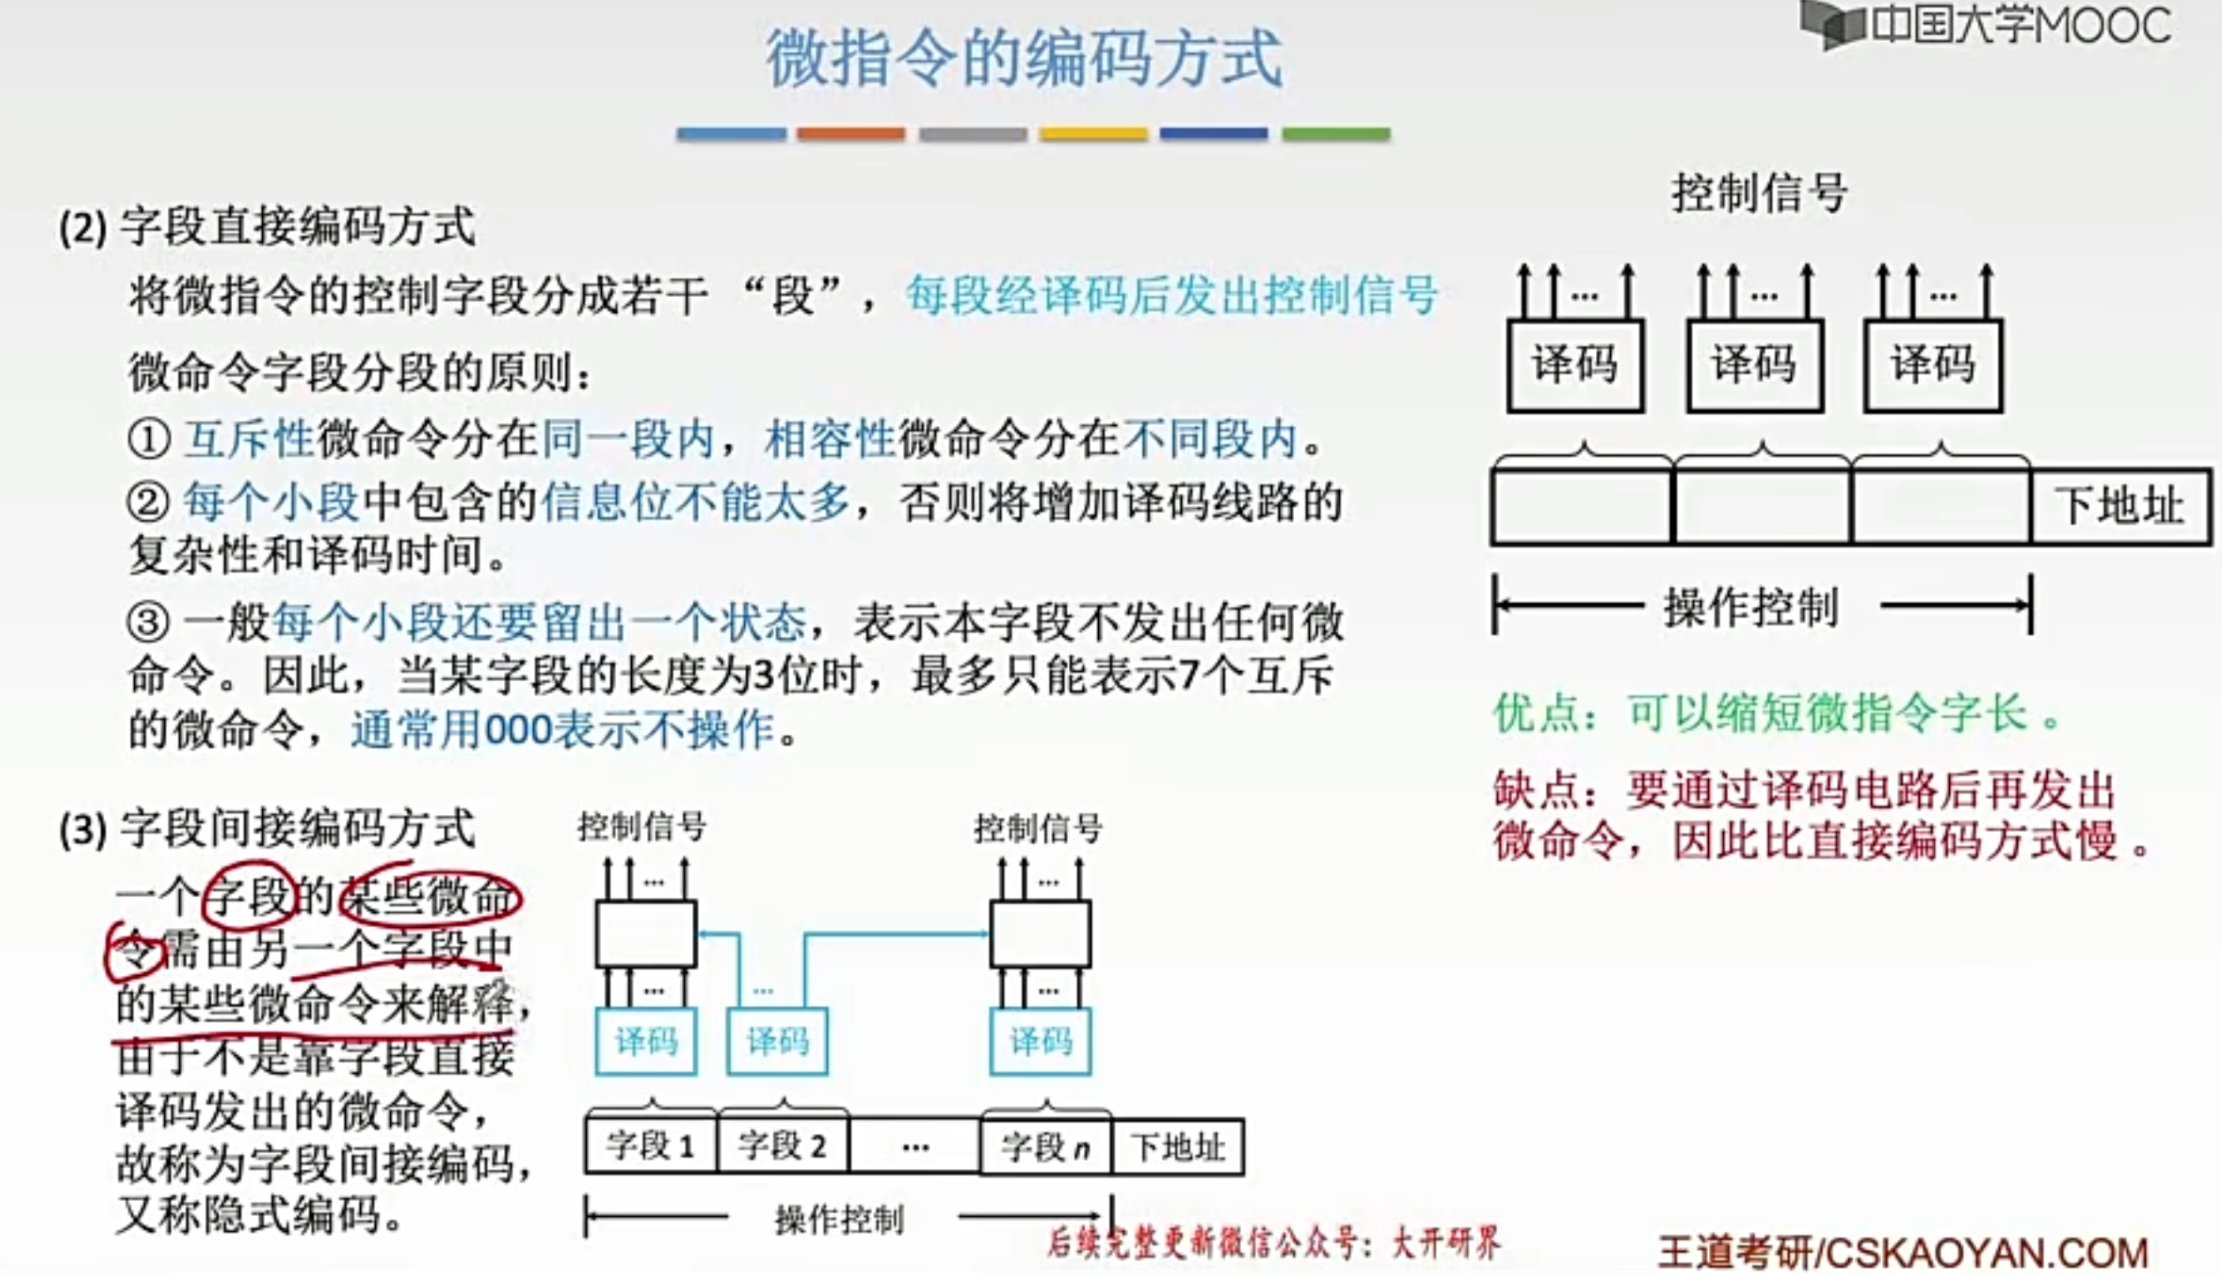 中国大学MOOC
微指令的编码方式
(2) 字段直接编码方式
将微指令的控制字段分成若干 “段”，每段经译码后发出控制信号
微命令字段分段的原则：
① 互斥性微命令分在同一段内，相容性微命令分在不同段内。
② 每个小段中包含的信息位不能太多，否则将增加译码线路的
复杂性和译码时间。
③ 一般每个小段还要留出一个状态，表示本字段不发出任何微
命令。因此，当某字段的长度为3位时，最多只能表示7个互斥
的微命令，通常用000表示不操作。
控制信号
... ... ...
译码 译码 译码
下地址
操作控制
优点：可以缩短微指令字长 。
缺点：要通过译码电路后再发出
微命令，因此比直接编码方式慢 。
(3) 字段间接编码方式
一个字段的某些微命
令需由另一个字段中
的某些微命令来解释，
由于不是靠字段直接
译码发出的微命令，
故称为字段间接编码，
又称隐式编码。
控制信号 控制信号
... ...
... ... ...
译码 译码 译码
字段 1 字段 2 ... 字段 n 下地址
操作控制
后续完整更新微信公众号：大开研界
王道考研/CSKAOYAN.COM